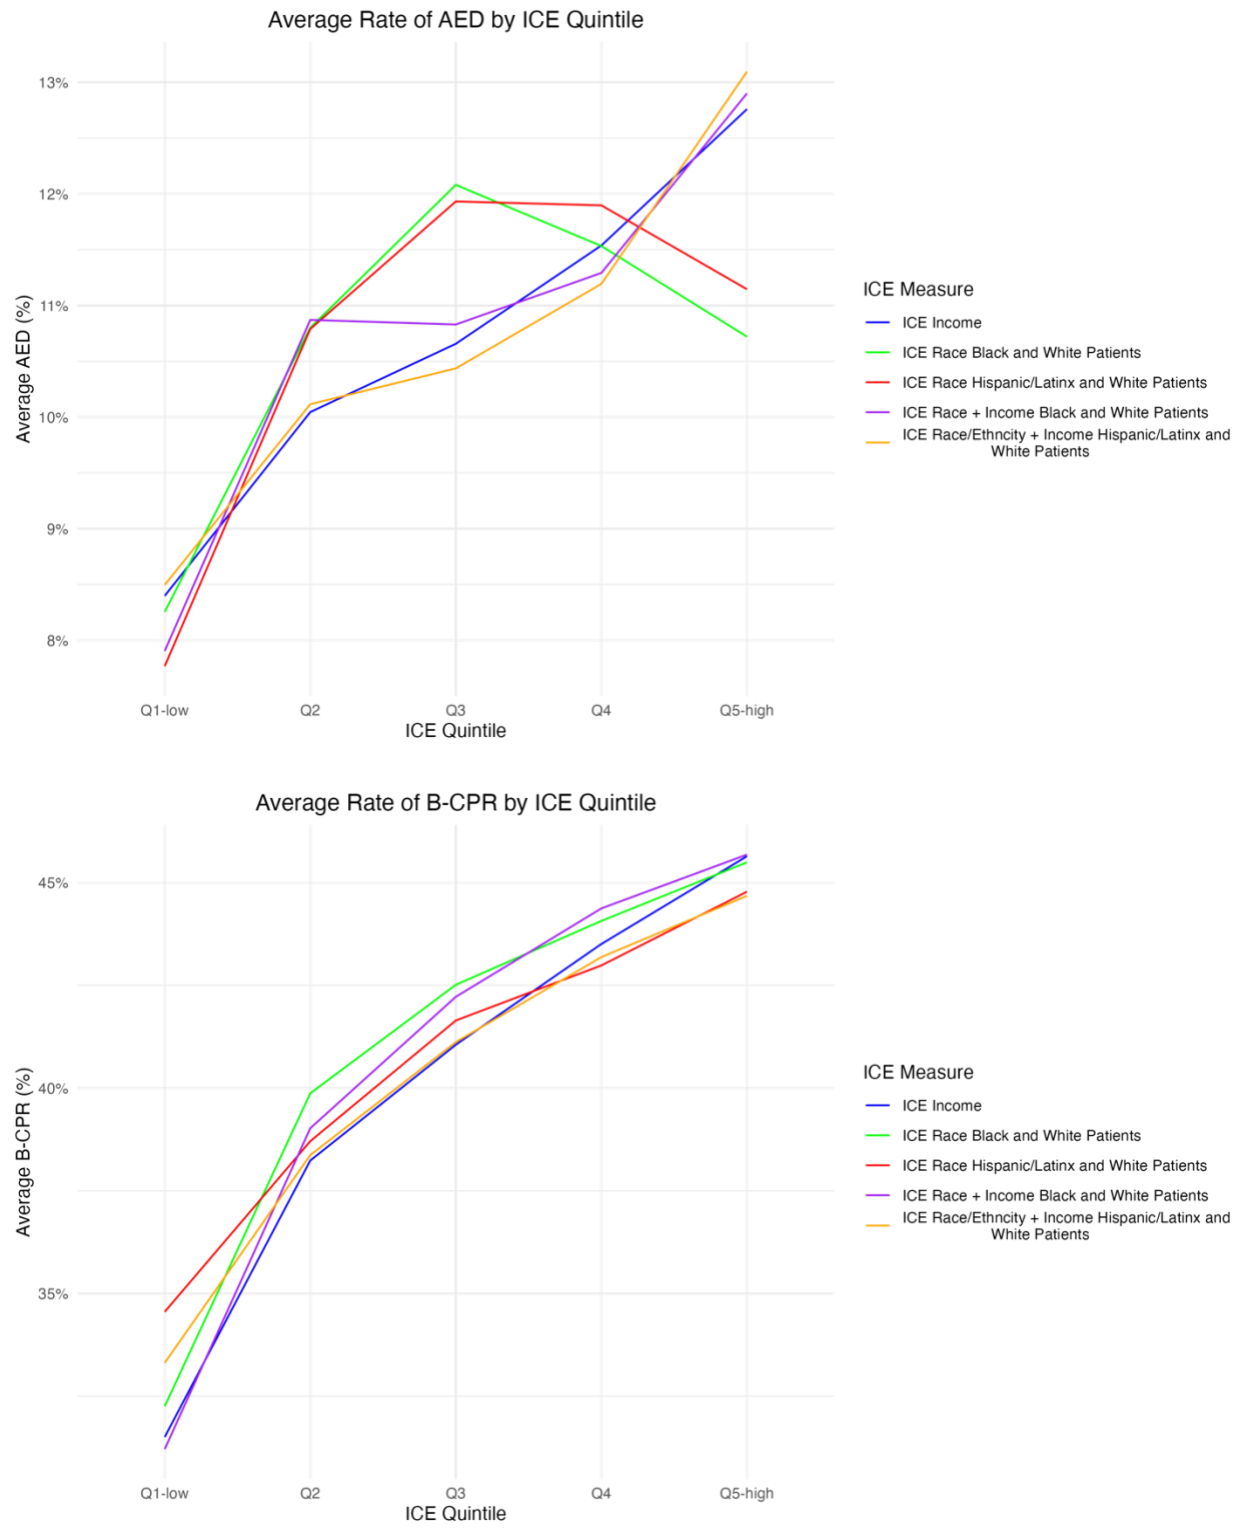 Average Rate of AED by ICE Quintile
Average AED (%)
13%
12%
11%
10%
9%
8%
Q1-low Q2 Q3 Q4 Q5-high
ICE Quintile
ICE Measure
ICE Income
ICE Race Black and White Patients
ICE Race Hispanic/Latinx and White Patients
ICE Race + Income Black and White Patients
ICE Race/Ethncity + Income Hispanic/Latinx and
White Patients
Average Rate of B-CPR by ICE Quintile
Average B-CPR (%)
45%
40%
35%
Q1-low Q2 Q3 Q4 Q5-high
ICE Quintile
ICE Measure
ICE Income
ICE Race Black and White Patients
ICE Race Hispanic/Latinx and White Patients
ICE Race + Income Black and White Patients
ICE Race/Ethncity + Income Hispanic/Latinx and
White Patients